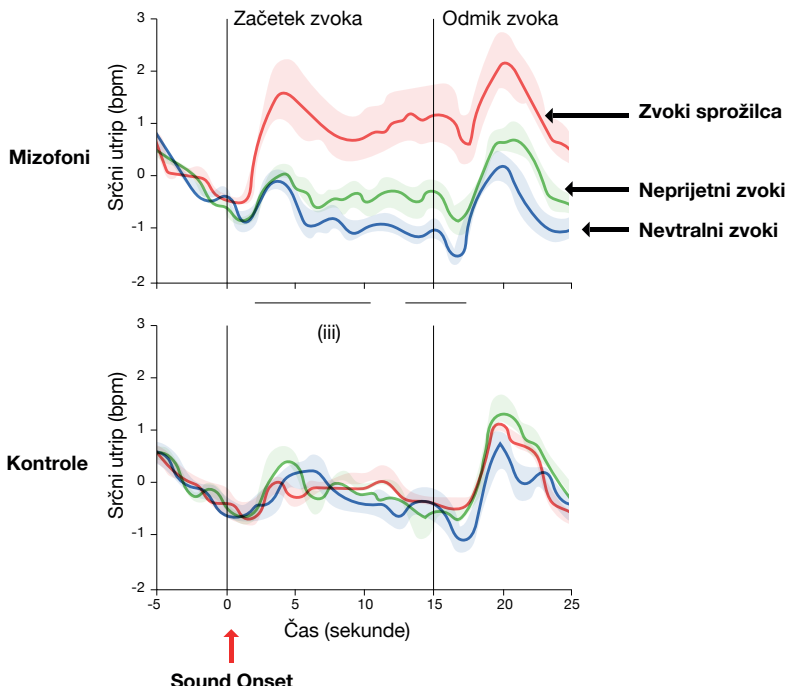 Začetek zvoka
Odmik zvoka
Mizofoni
Srčni utrip (bpm)
3
2
1
0
-1
-2
Zvoki sprožilca
Neprijetni zvoki
Nevtralni zvoki
(iii)
Kontrole
Srčni utrip (bpm)
3
2
1
0
-1
-2
-5 0 5 10 15 20 25
Čas (sekunde)
Sound Onset